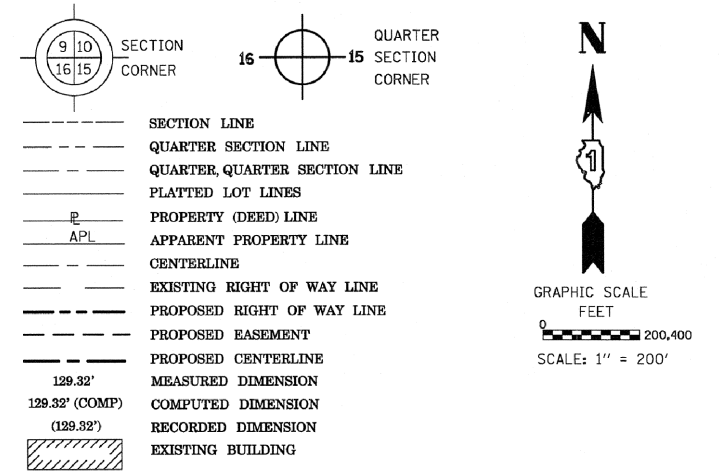 9 10
16 15
SECTION
CORNER
16
15
QUARTER
SECTION
CORNER
N
1
SECTION LINE
QUARTER SECTION LINE
QUARTER, QUARTER SECTION LINE
PLATTED LOT LINES
PL PROPERTY (DEED) LINE
APL APPARENT PROPERTY LINE
CENTERLINE
EXISTING RIGHT OF WAY LINE
PROPOSED RIGHT OF WAY LINE
PROPOSED EASEMENT
PROPOSED CENTERLINE
129.32' MEASURED DIMENSION
129.32' (COMP) COMPUTED DIMENSION
(129.32') RECORDED DIMENSION
EXISTING BUILDING
GRAPHIC SCALE
FEET
0
200,400
SCALE: 1" = 200'